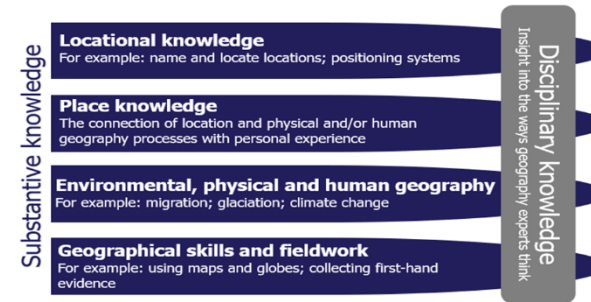 Substantive knowledge
Locational knowledge
For example: name and locate locations; positioning systems
Place knowledge
The connection of location and physical and/or human
geography processes with personal experience
Environmental, physical and human geography
For example: migration; glaciation; climate change
Geographical skills and fieldwork
For example: using maps and globes; collecting first-hand
evidence
Disciplinary knowledge
Insight into the ways geography experts think